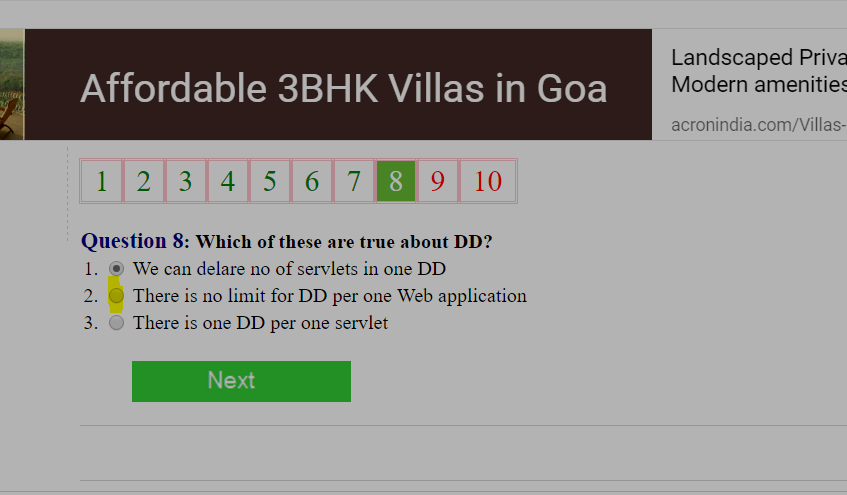 Affordable 3BHK Villas in Goa
Landscaped Priva
Modern amenities
acronindia.com/Villas-
1 2 3 4 5 6 7 8 9 10
Question 8: Which of these are true about DD?
1. We can delare no of servlets in one DD
2. There is no limit for DD per one Web application
3. There is one DD per one servlet
Next